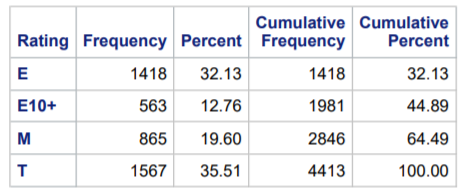 Rating Frequency Percent Cumulative Frequency Cumulative Percent
E 1418 32.13 1418 32.13
E10+ 563 12.76 1981 44.89
M 865 19.60 2846 64.49
T 1567 35.51 4413 100.00